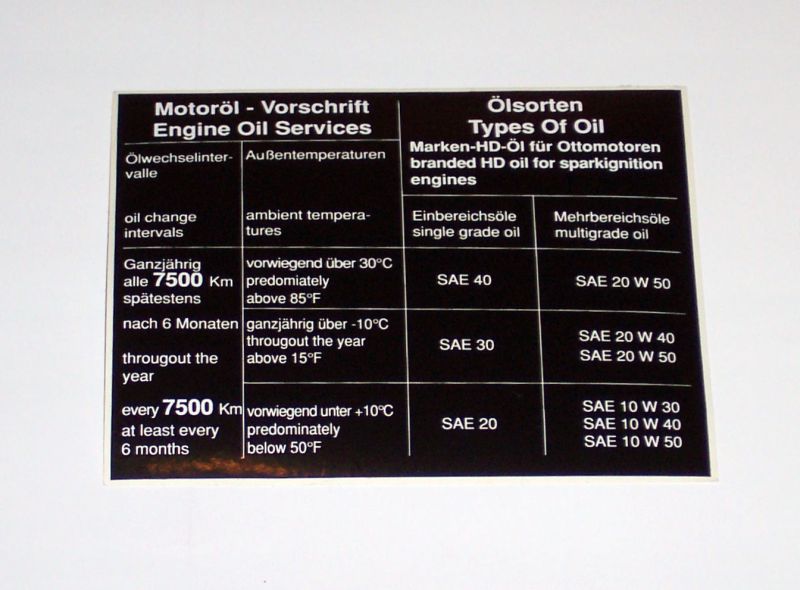 Motoröl - Vorschrift
Engine Oil Services
Ölsorten
Types Of Oil
Marken-HD-Öl für Ottomotoren
branded HD oil for sparkignition
engines
Ölwechselinter-
valle
oil change
intervals
Außentemperaturen
ambient tempera-
tures
Einbereichsöle
single grade oil
Mehrbereichsöle
multigrade oil
Ganzjährig
alle 7500 Km
spätestens
nach 6 Monaten
througout the
year
every 7500 Km
at least every
6 months
vorwiegend über 30°C
predomiately
above 85°F
SAE 40
SAE 20 W 50
ganzjährig über -10°C
througout the year
above 15°F
SAE 30
SAE 20 W 40
SAE 20 W 50
vorwiegend unter +10°C
predominately
below 50°F
SAE 20
SAE 10 W 30
SAE 10 W 40
SAE 10 W 50